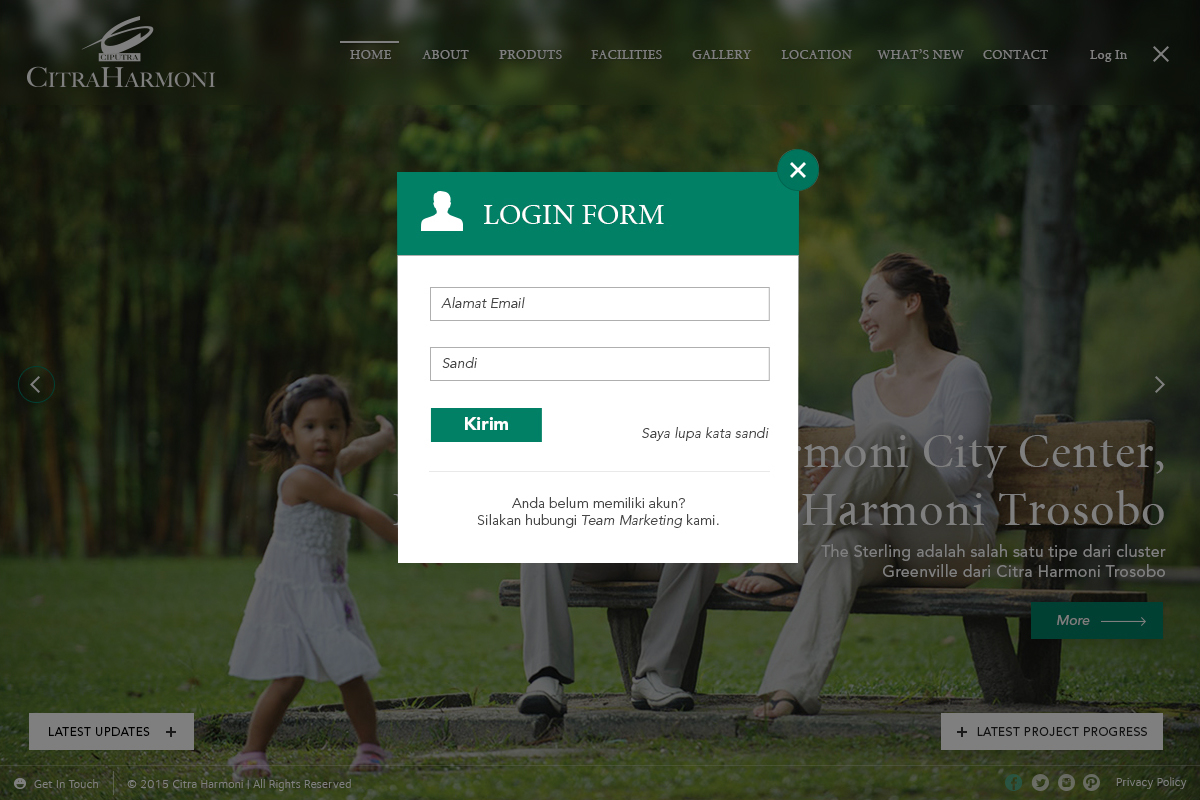 CIPUTRA
CITRAHARMONI
HOME ABOUT PRODUTS FACILITIES GALLERY LOCATION WHAT'S NEW CONTACT Log In
LOGIN FORM
Alamat Email
Sandi
Kirim
Saya lupa kata sandi
Anda belum memiliki akun?
Silakan hubungi Team Marketing kami.
City Center,
Harmoni Trosobo
The Sterling adalah salah satu tipe dari cluster
Greenville dari Citra Harmoni Trosobo
More
LATEST UPDATES
LATEST PROJECT PROGRESS
Get In Touch
© 2015 Citra Harmoni | All Rights Reserved
Privacy Policy